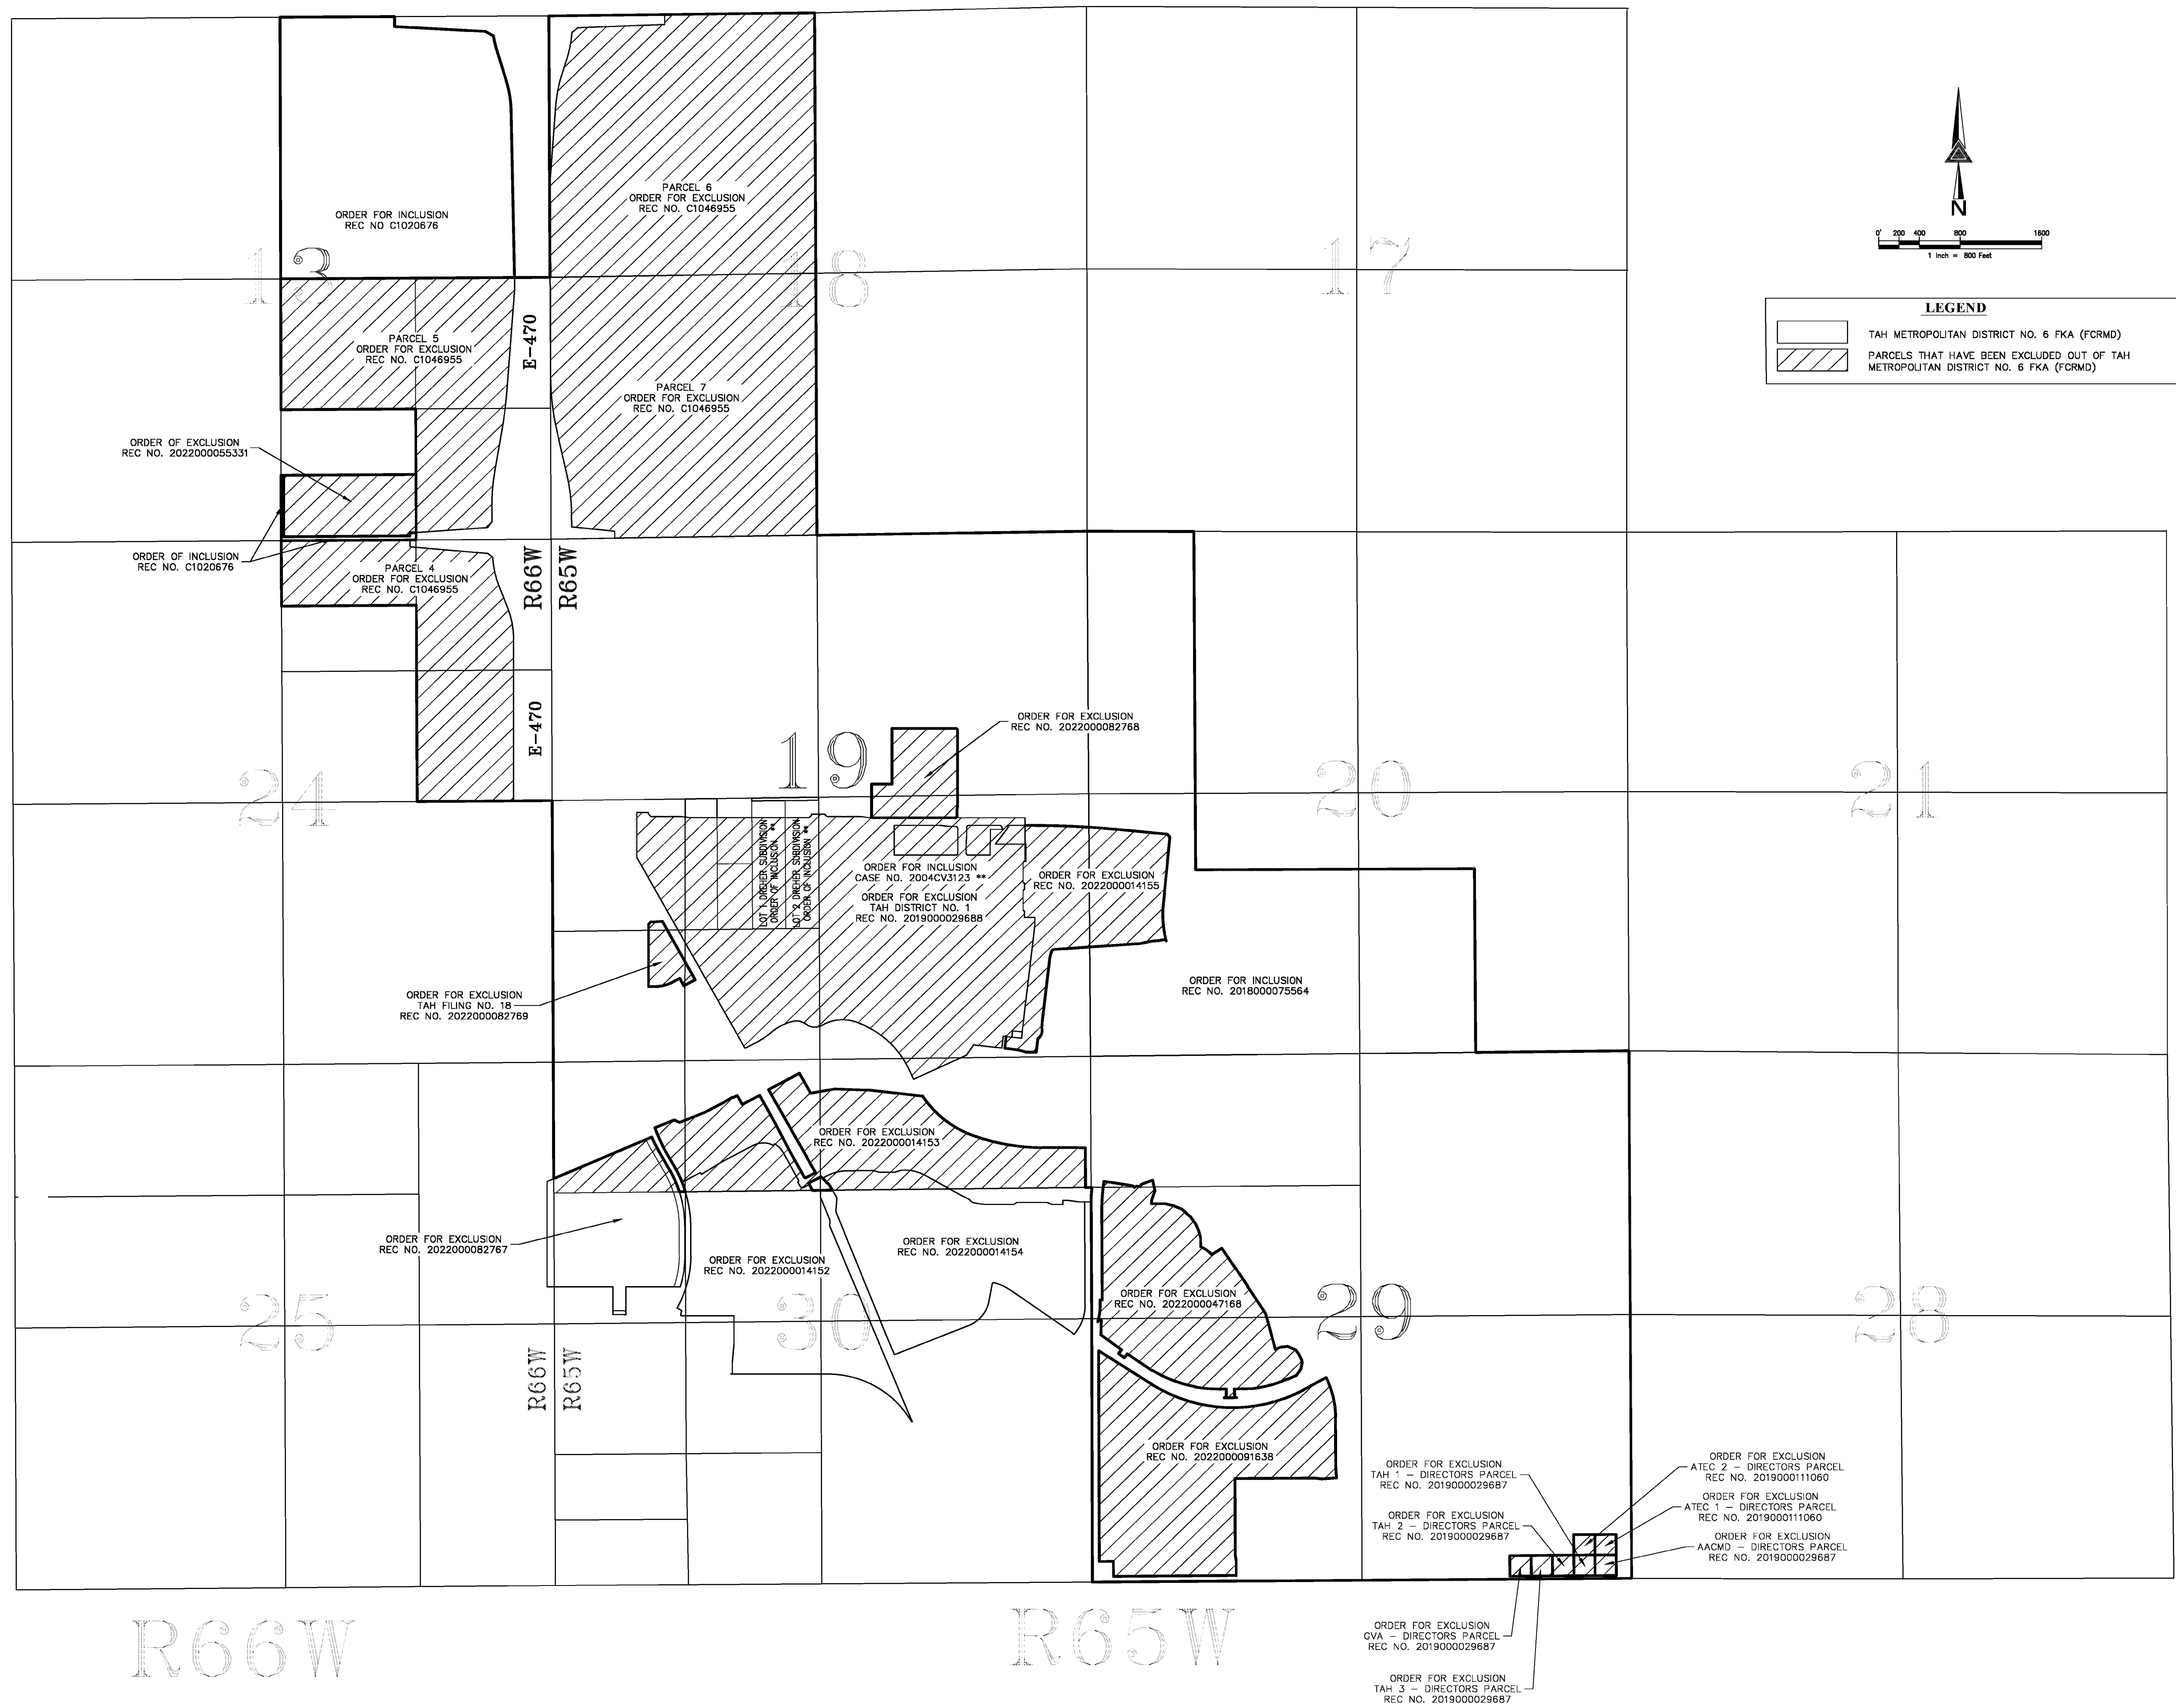 PARCEL 6
ORDER FOR EXCLUSION
REC NO. C1046955
ORDER FOR INCLUSION
REC NO C1020676
13
18
17
N
0' 200 400 800 1600
1 inch = 800 Feet
LEGEND
TAH METROPOLITAN DISTRICT NO. 6 FKA (FCRMD)
PARCELS THAT HAVE BEEN EXCLUDED OUT OF TAH
METROPOLITAN DISTRICT NO. 6 FKA (FCRMD)
PARCEL 5
ORDER FOR EXCLUSION
REC NO. C1046955
E-470
PARCEL 7
ORDER FOR EXCLUSION
REC NO. C1046955
ORDER OF EXCLUSION
REC NO. 2022000055331
ORDER OF INCLUSION
REC NO. C1020676
PARCEL 4
ORDER FOR EXCLUSION
REC NO. C1046955
R66W
R65W
E-470
ORDER FOR EXCLUSION
REC NO. 2022000082768
24
19
20
21
LOT 1 DREHER SUBDIVISION
ORDER OF INCLUSION **
LOT 2 DREHER SUBDIVISION
ORDER OF INCLUSION **
ORDER FOR INCLUSION
CASE NO. 2004CV3123 **
ORDER FOR EXCLUSION
TAH DISTRICT NO. 1
REC NO. 2019000029688
ORDER FOR EXCLUSION
REC NO. 2022000014155
ORDER FOR INCLUSION
REC NO. 2018000075564
ORDER FOR EXCLUSION
TAH FILING NO. 18
REC NO. 2022000082769
ORDER FOR EXCLUSION
REC NO. 2022000014153
ORDER FOR EXCLUSION
REC NO. 2022000082767
ORDER FOR EXCLUSION
REC NO. 2022000014152
ORDER FOR EXCLUSION
REC NO. 2022000014154
ORDER FOR EXCLUSION
REC NO. 2022000047168
25
30
29
28
R66W
R65W
ORDER FOR EXCLUSION
REC NO. 2022000091638
ORDER FOR EXCLUSION
TAH 1 - DIRECTORS PARCEL
REC NO. 2019000029687
ORDER FOR EXCLUSION
TAH 2 - DIRECTORS PARCEL
REC NO. 2019000029687
ORDER FOR EXCLUSION
ATEC 2 - DIRECTORS PARCEL
REC NO. 2019000111060
ORDER FOR EXCLUSION
ATEC 1 - DIRECTORS PARCEL
REC NO. 2019000111060
ORDER FOR EXCLUSION
AACMD - DIRECTORS PARCEL
REC NO. 2019000029687
R66W
R65W
ORDER FOR EXCLUSION
GVA - DIRECTORS PARCEL
REC NO. 2019000029687
ORDER FOR EXCLUSION
TAH 3 - DIRECTORS PARCEL
REC NO. 2019000029687